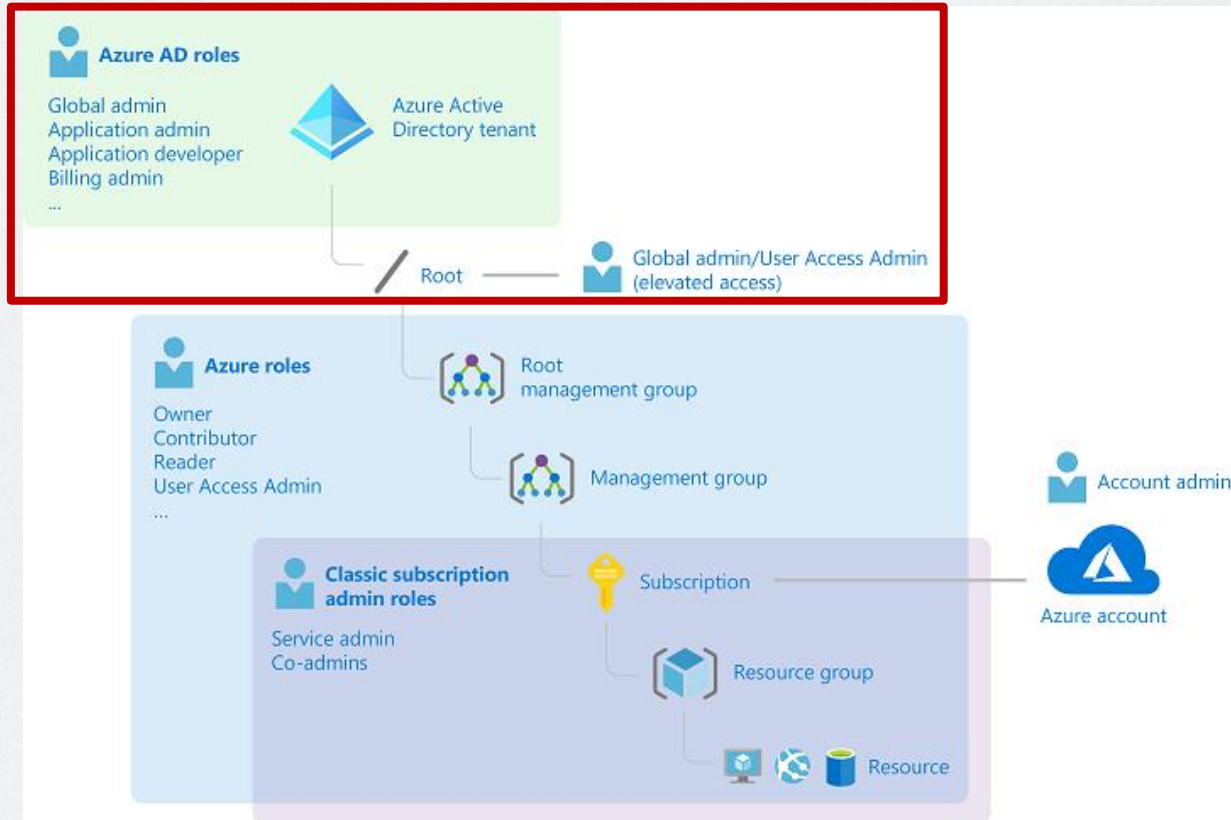 Azure AD roles
Global admin
Application admin
Application developer
Billing admin
...
Azure Active
Directory tenant
Root
Global admin/User Access Admin
(elevated access)
Azure roles
Owner
Contributor
Reader
User Access Admin
...
Root
management group
Management group
Account admin
Classic subscription
admin roles
Service admin
Co-admins
Subscription
Azure account
Resource group
Resource